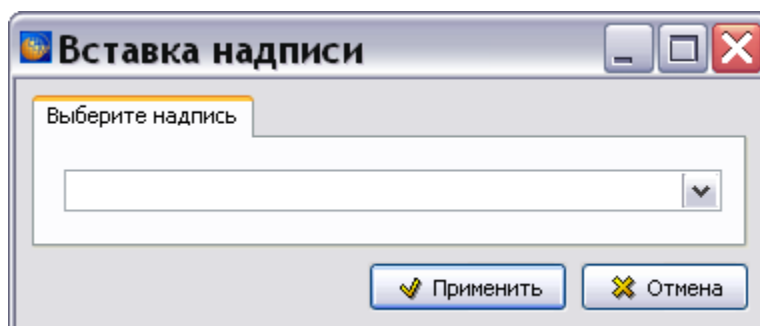 Вставка надписи
Выберите надпись
Применить
Отмена